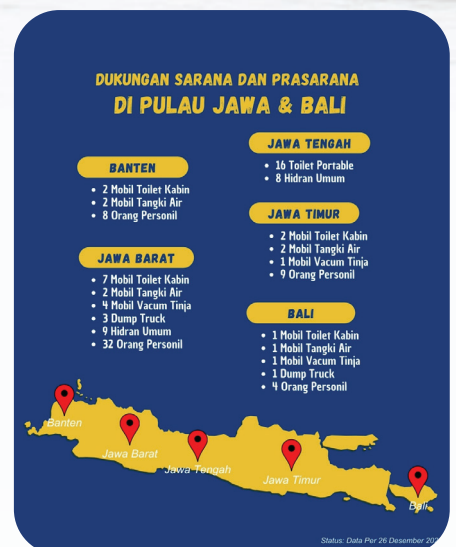 DUKUNGAN SARANA DAN PRASARANA
DI PULAU JAWA & BALI
BANTEN
• 2 Mobil Toilet Kabin
• 2 Mobil Tangki Air
• 8 Orang Personil
JAWA BARAT
• 7 Mobil Toilet Kabin
• 2 Mobil Tangki Air
• 4 Mobil Vacum Tinja
• 3 Dump Truck
• 9 Hidran Umum
• 32 Orang Personil
JAWA TENGAH
• 16 Toilet Portable
• 8 Hidran Umum
JAWA TIMUR
• 2 Mobil Toilet Kabin
• 2 Mobil Tangki Air
• 1 Mobil Vacum Tinja
• 9 Orang Personil
BALI
• 1 Mobil Toilet Kabin
• 1 Mobil Tangki Air
• 1 Mobil Vacum Tinja
• 1 Dump Truck
• 4 Orang Personil
Banten
Jawa Barat
Jawa Tengah
Jawa Timur
Bali
Status: Data Per 26 Desember